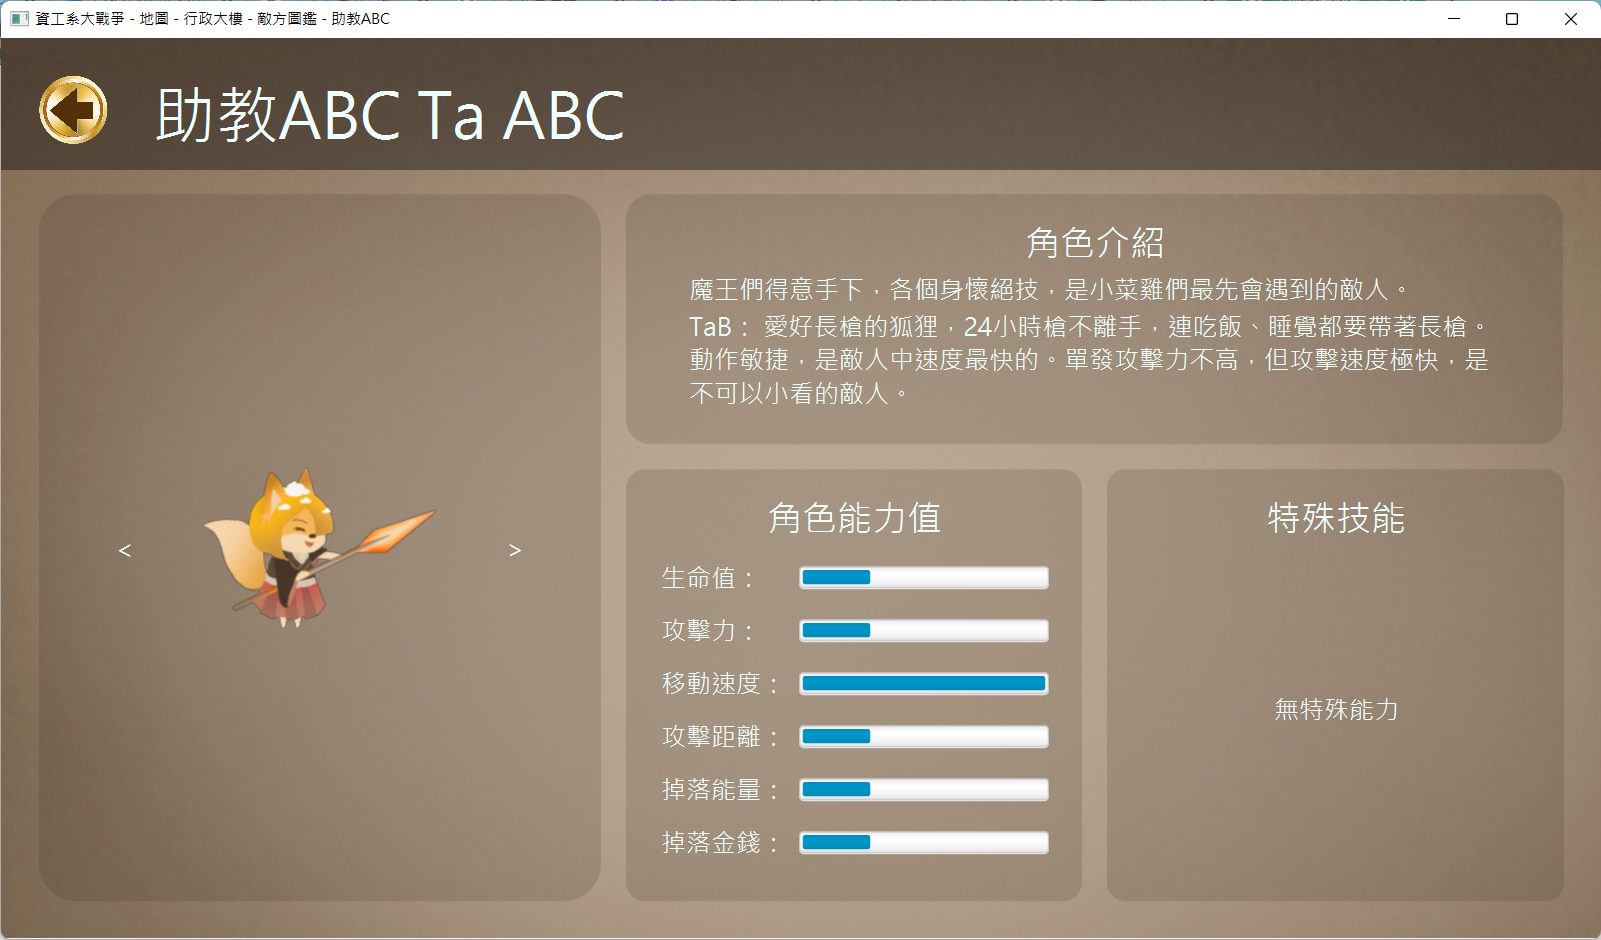 資工系大戰爭 - 地圖 - 行政大樓 - 敵方圖鑑 - 助教ABC
助教ABC Ta ABC
角色介紹
魔王們得意手下，各個身懷絕技，是小菜雞們最先會遇到的敵人。
TaB： 愛好長槍的狐狸，24小時槍不離手，連吃飯、睡覺都要帶著長槍。
動作敏捷，是敵人中速度最快的。單發攻擊力不高，但攻擊速度極快，是
不可以小看的敵人。
<
>
角色能力值
生命值：
攻擊力：
移動速度：
攻擊距離：
掉落能量：
掉落金錢：
特殊技能
無特殊能力